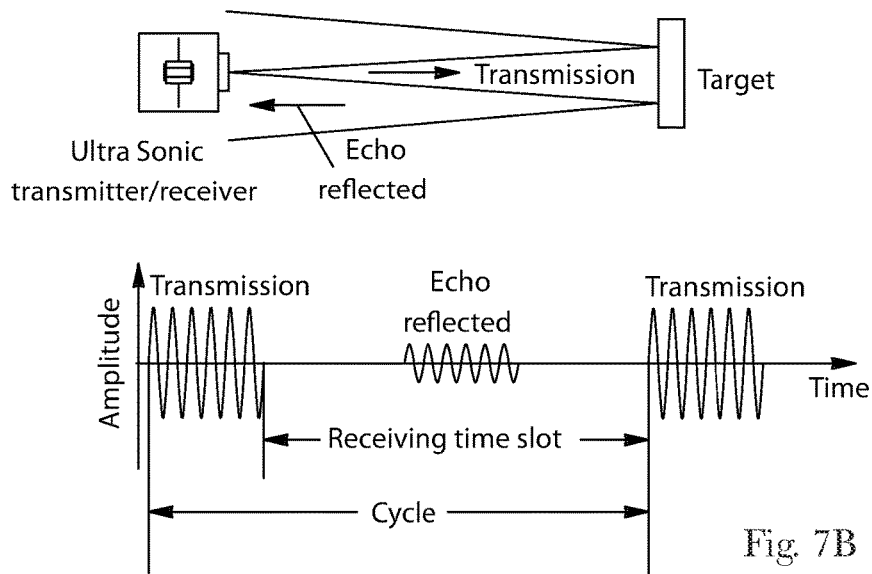 Transmission
Target
Ultra Sonic
transmitter/receiver
Echo
reflected
Amplitude
Transmission
Echo
reflected
Transmission
Time
Receiving time slot
Cycle
Fig. 7B